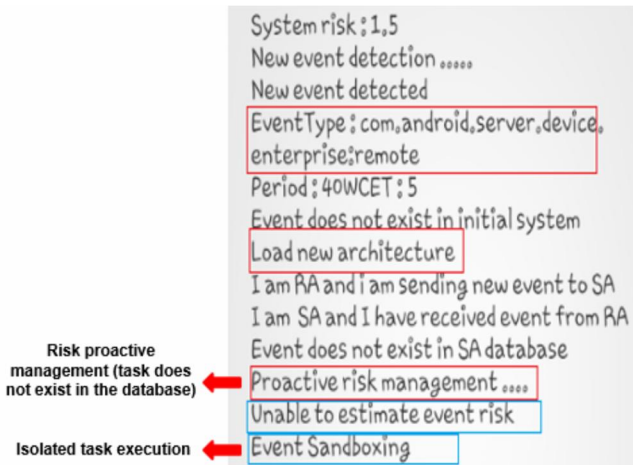 System risk : 1.5
New event detection .....
New event detected
EventType : com.android.server.device.
enterprise:remote
Period : 40WCET : 5
Event does not exist in initial system
Load new architecture
I am RA and i am sending new event to SA
I am SA and I have received event from RA
Event does not exist in SA database
Risk proactive
management (task does
not exist in the database)
Proactive risk management ....
Unable to estimate event risk
Isolated task execution
Event Sandboxing